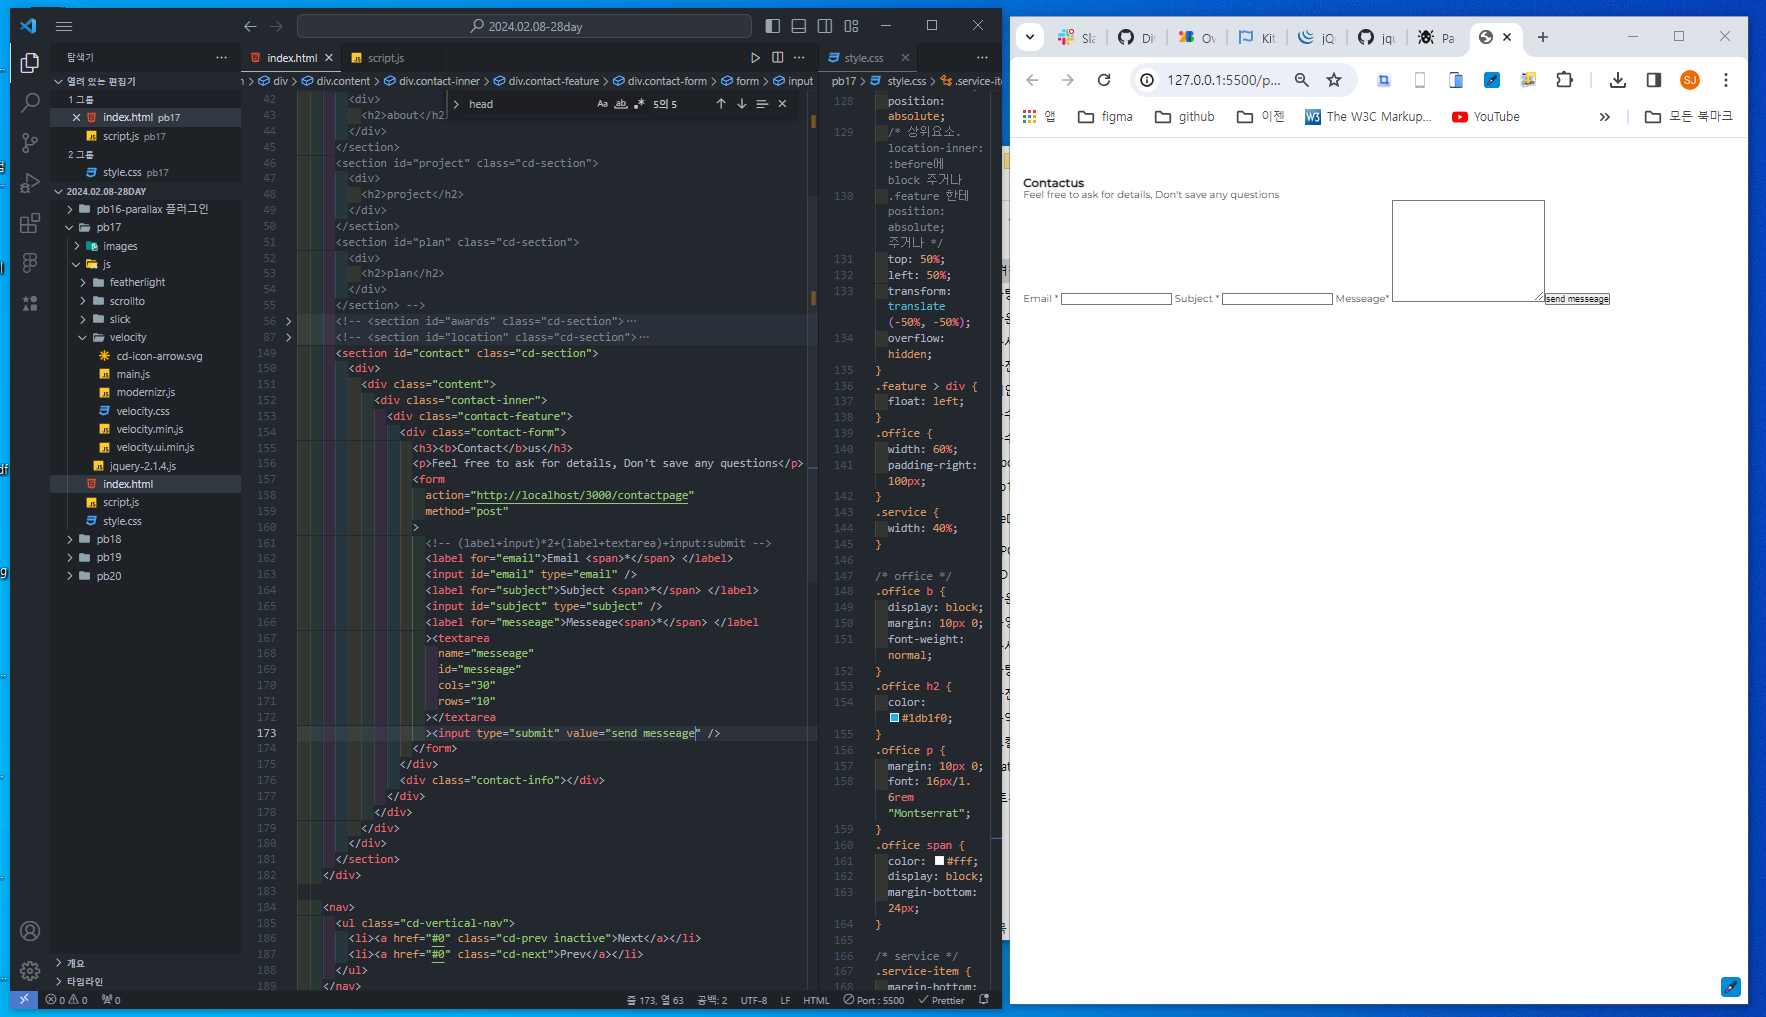 2024.02.08-28day
탐색기
열려 있는 편집기
1 그룹
index.html pb17
script.js pb17
2 그룹
style.css pb17
2024.02.08-28DAY
pb16-parallax 플러그인
pb17
images
js
featherlight
scrollto
slick
velocity
cd-icon-arrow.svg
main.js
modernizr.js
velocity.css
velocity.min.js
velocity.ui.min.js
jquery-2.1.4.js
index.html
script.js
style.css
pb18
pb19
pb20
개요
타임라인
index.html
script.js
div > div.content > div.contact-inner > div.contact-feature > div.contact-form > form > input
head
Aa ab .* 5의 5
42 <div>
43 <h2>about</h2>
44 </div>
45 </section>
46 <section id="project" class="cd-section">
47 <div>
48 <h2>project</h2>
49 </div>
50 </section>
51 <section id="plan" class="cd-section">
52 <div>
53 <h2>plan</h2>
54 </div>
55 </section> -->
56 <!-- <section id="awards" class="cd-section">…
87 <!-- <section id="location" class="cd-section">…
149 <section id="contact" class="cd-section">
150 <div>
151 <div class="content">
152 <div class="contact-inner">
153 <div class="contact-feature">
154 <div class="contact-form">
155 <h3><b>Contact</b>us</h3>
156 <p>Feel free to ask for details, Don't save any questions</p>
157 <form
158 action="http://localhost/3000/contactpage"
159 method="post"
160 >
161 <!-- (label+input)*2+(label+textarea)+input:submit -->
162 <label for="email">Email <span>*</span> </label>
163 <input id="email" type="email" />
164 <label for="subject">Subject <span>*</span> </label>
165 <input id="subject" type="subject" />
166 <label for="messeage">Messeage<span>*</span> </label
167 ><textarea
168 name="messeage"
169 id="messeage"
170 cols="30"
171 rows="10"
172 ></textarea
173 ><input type="submit" value="send messeage" />
174 </form>
175 </div>
176 <div class="contact-info"></div>
177 </div>
178 </div>
179 </div>
180 </div>
181 </section>
182 </div>
183
184 <nav>
185 <ul class="cd-vertical-nav">
186 <li><a href="#0" class="cd-prev inactive">Next</a></li>
187 <li><a href="#0" class="cd-next">Prev</a></li>
188 </ul>
189 </nav>
style.css
pb17 > style.css > .service-ite
128 position:
absolute;
129 /* 상위요소.
location-inner:
:before에
block 주거나
130 .feature 한테
position:
absolute;
주거나 */
131 top: 50%;
132 left: 50%;
133 transform:
translate
(-50%, -50%);
134 overflow:
hidden;
135 }
136 .feature > div {
137 float: left;
138 }
139 .office {
140 width: 60%;
141 padding-right:
100px;
142 }
143 .service {
144 width: 40%;
145 }
146
147 /* office */
148 .office b {
149 display: block;
150 margin: 10px 0;
151 font-weight:
normal;
152 }
153 .office h2 {
154 color:
#1db1f0;
155 }
156 .office p {
157 margin: 10px 0;
158 font: 16px/1.
6rem
"Montserrat";
159 }
160 .office span {
161 color: #fff;
162 display: block;
163 margin-bottom:
24px;
164 }
165
166 /* service */
167 .service-item {
168 margin-bottom:
0 0 0
줄 173, 열 63 공백: 2 UTF-8 LF HTML Port : 5500 Prettier
Sla Di Ov Kit jQ jqu Pa
127.0.0.1:5500/p...
SJ
앱 figma github 이젠 W3 The W3C Markup... YouTube » 모든 북마크
Contactus
Feel free to ask for details, Don't save any questions
Email * Subject * Messeage* send messeage